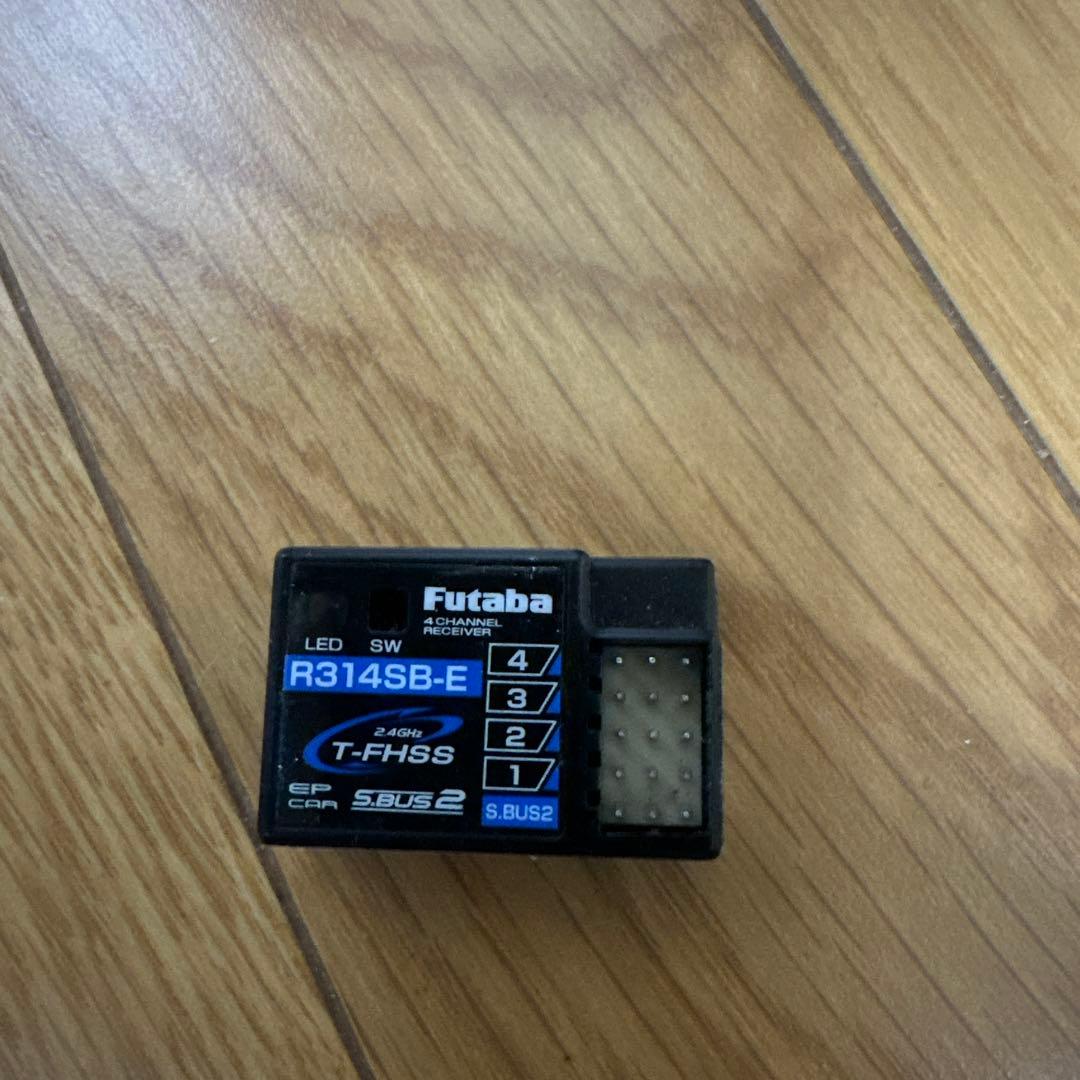 Futaba
4 CHANNEL
RECEIVER
LED SW
R314SB-E
4
3
2
1
2.4GHz
T-FHSS
EP
CAR
S.BUS2
S.BUS2